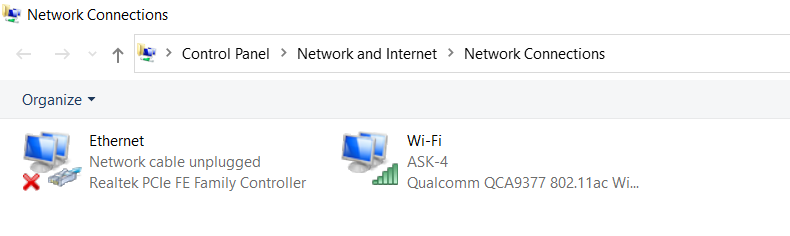 Network Connections
Control Panel > Network and Internet > Network Connections
Organize
Ethernet
Network cable unplugged
Realtek PCIe FE Family Controller
Wi-Fi
ASK-4
Qualcomm QCA9377 802.11ac Wi...